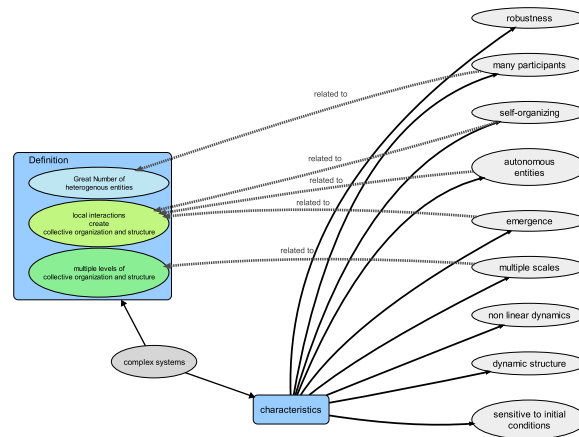 robustness
many participants
related to
self-organizing
Definition
related to
autonomous
entities
Great Number of
heterogenous entities
related to
related to
local interactions
create
collective organization and structure
emergence
related to
multiple scales
multiple levels of
collective organization and structure
non linear dynamics
complex systems
dynamic structure
characteristics
sensitive to initial
conditions